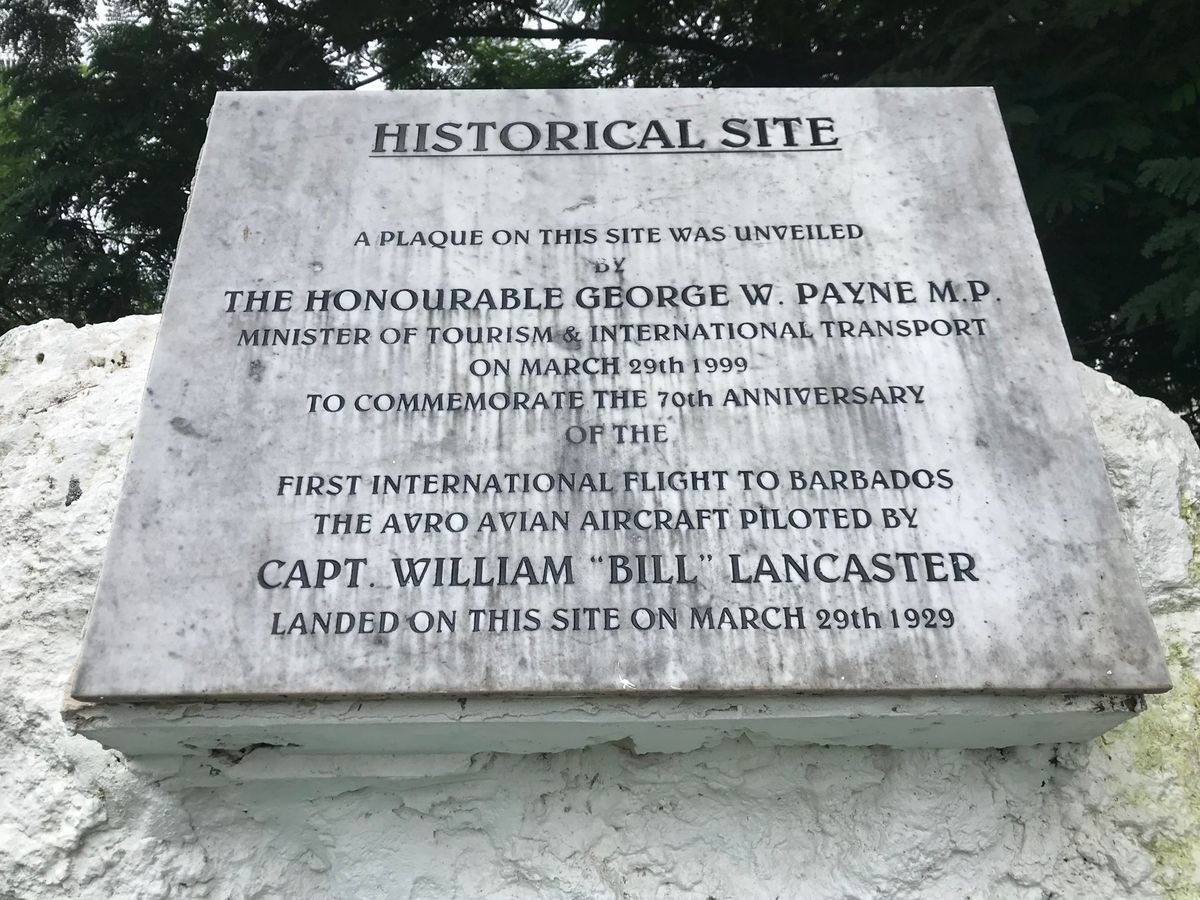 HISTORICAL SITE
A PLAQUE ON THIS SITE WAS UNVEILED
BY
THE HONOURABLE GEORGE W. PAYNE M.P.
MINISTER OF TOURISM & INTERNATIONAL TRANSPORT
ON MARCH 29th 1999
TO COMMEMORATE THE 70th ANNIVERSARY
OF THE
FIRST INTERNATIONAL FLIGHT TO BARBADOS
THE AVRO AVIAN AIRCRAFT PILOTED BY
CAPT. WILLIAM “BILL” LANCASTER
LANDED ON THIS SITE ON MARCH 29th 1929